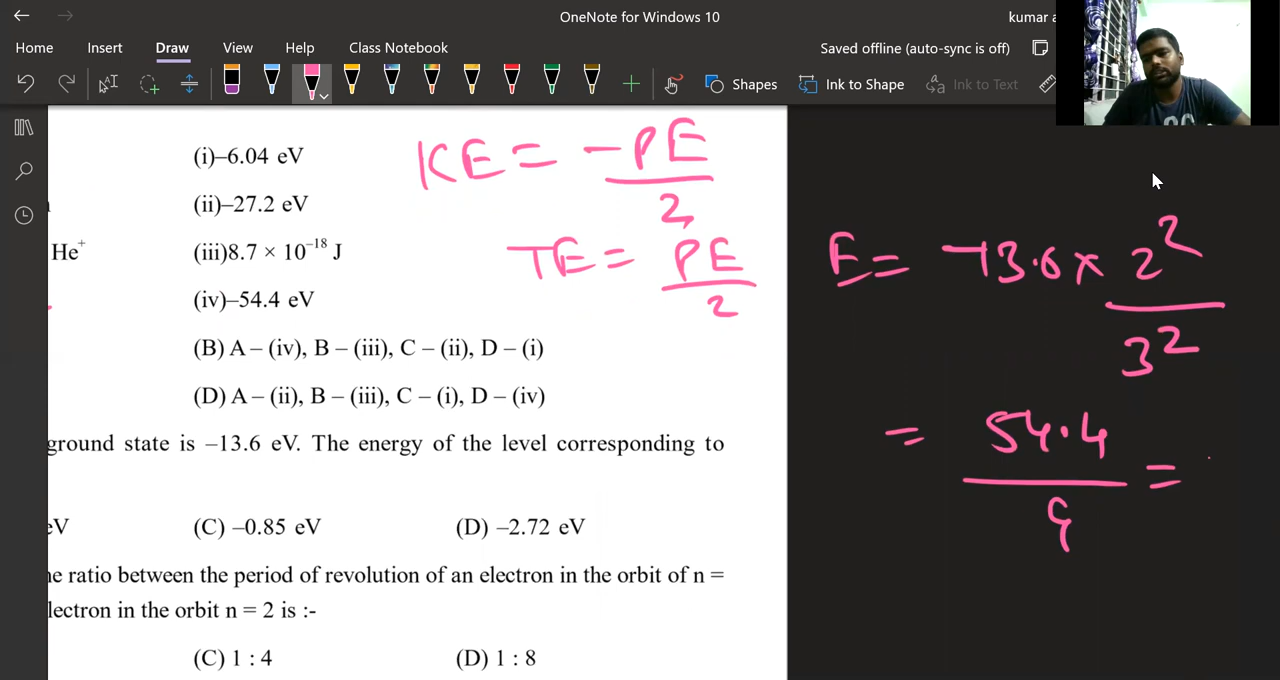 OneNote for Windows 10
kumar a
Home Insert Draw View Help Class Notebook
Saved offline (auto-sync is off)
Shapes Ink to Shape Ink to Text
(i)–6.04 eV
KE = -PE/2
(ii)–27.2 eV
He⁺ (iii)8.7 × 10⁻¹⁸ J
TE = PE/2
(iv)–54.4 eV
(B) A – (iv), B – (iii), C – (ii), D – (i)
(D) A – (ii), B – (iii), C – (i), D – (iv)
ground state is –13.6 eV. The energy of the level corresponding to
eV (C) –0.85 eV (D) –2.72 eV
ne ratio between the period of revolution of an electron in the orbit of n =
lectron in the orbit n = 2 is :-
(C) 1 : 4 (D) 1 : 8
E = -13.6 × 2²/3²
= 54.4/9 =